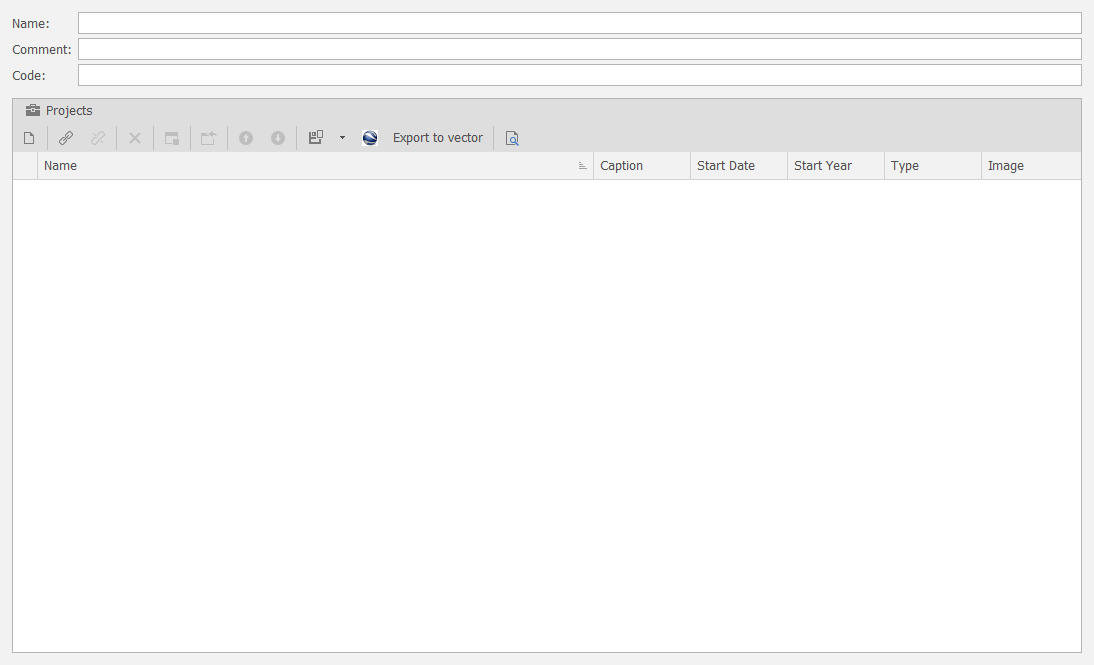 Name:
Comment:
Code:
Projects
Export to vector
Name Caption Start Date Start Year Type Image